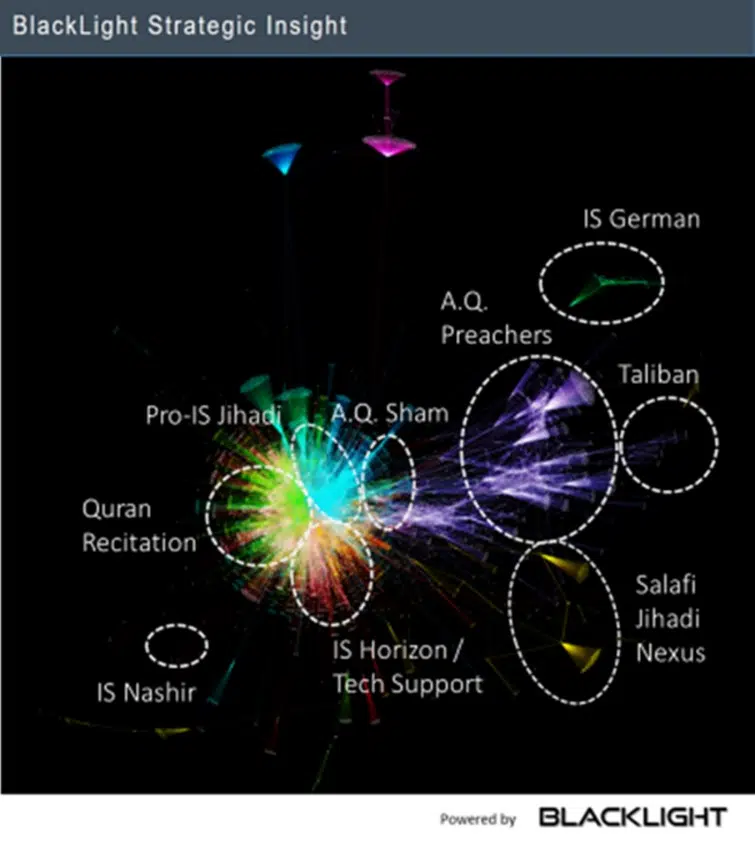 BlackLight Strategic Insight
IS German
A.Q.
Preachers
Taliban
Pro-IS Jihadi
A.Q. Sham
Quran
Recitation
Salafi
Jihadi
Nexus
IS Horizon /
Tech Support
IS Nashir
Powered by BLACKLIGHT